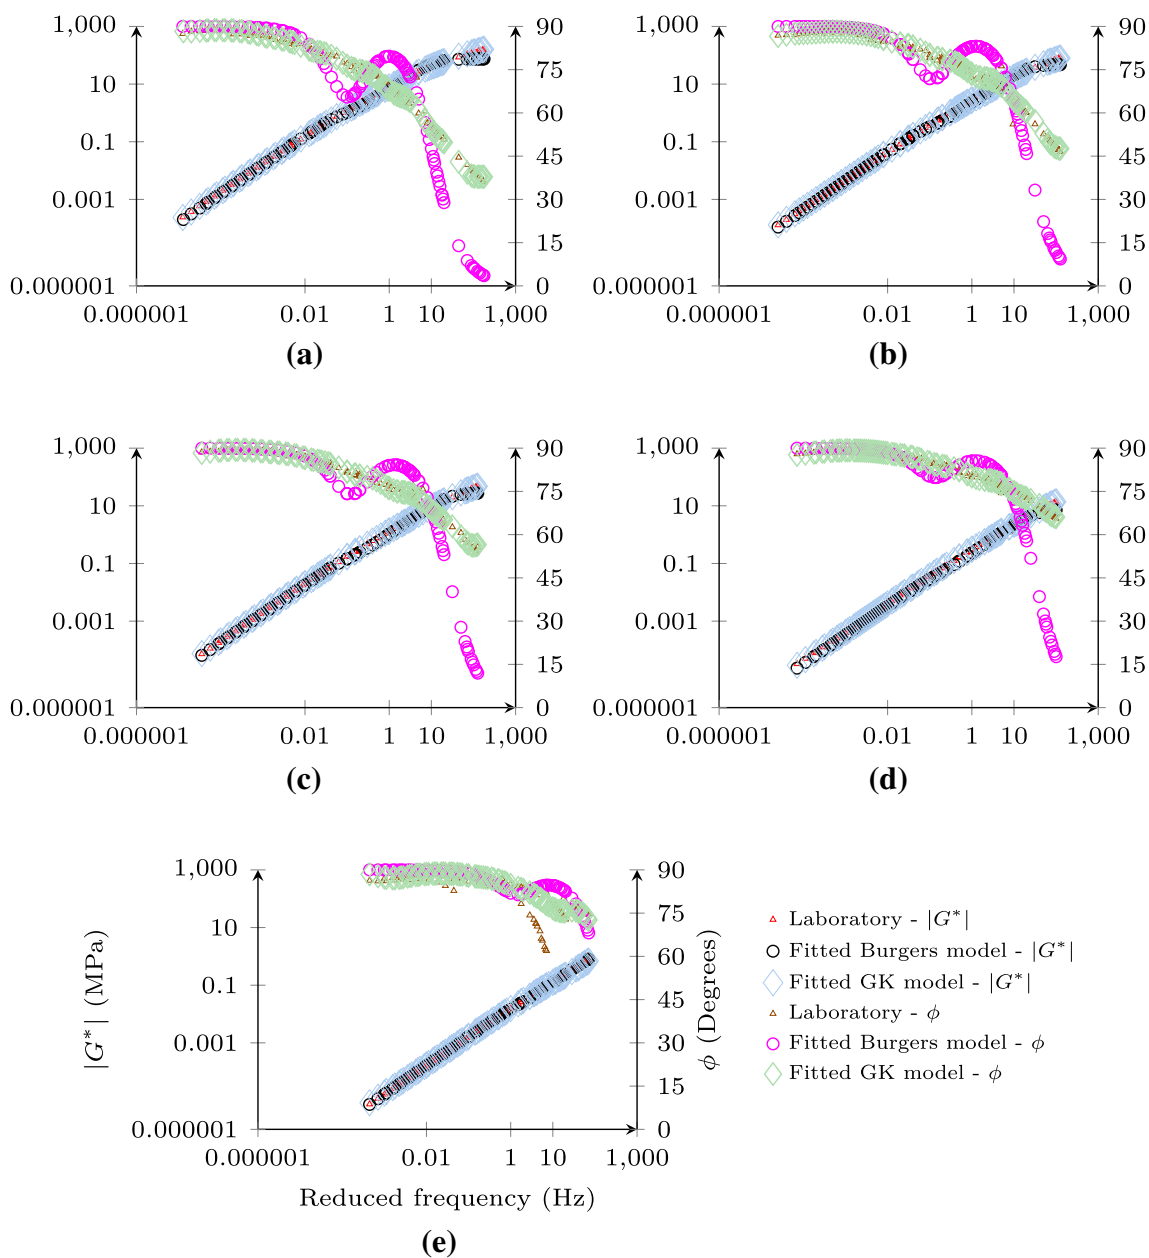 1,000 90
75
10
60
0.1
45
30
0.001
15
0.000001 0
0.000001 0.01 1 10 1,000
(a)
1,000 90
75
10
60
0.1
45
30
0.001
15
0.000001 0
0.000001 0.01 1 10 1,000
(b)
1,000 90
75
10
60
0.1
45
30
0.001
15
0.000001 0
0.000001 0.01 1 10 1,000
(c)
1,000 90
75
10
60
0.1
45
30
0.001
15
0.000001 0
0.000001 0.01 1 10 1,000
(d)
|G*| (MPa)
1,000 90
75
10
60
0.1
45
30
0.001
15
0.000001 0
ϕ (Degrees)
0.000001 0.01 1 10 1,000
Reduced frequency (Hz)
(e)
Laboratory - |G*|
Fitted Burgers model - |G*|
Fitted GK model - |G*|
Laboratory - ϕ
Fitted Burgers model - ϕ
Fitted GK model - ϕ